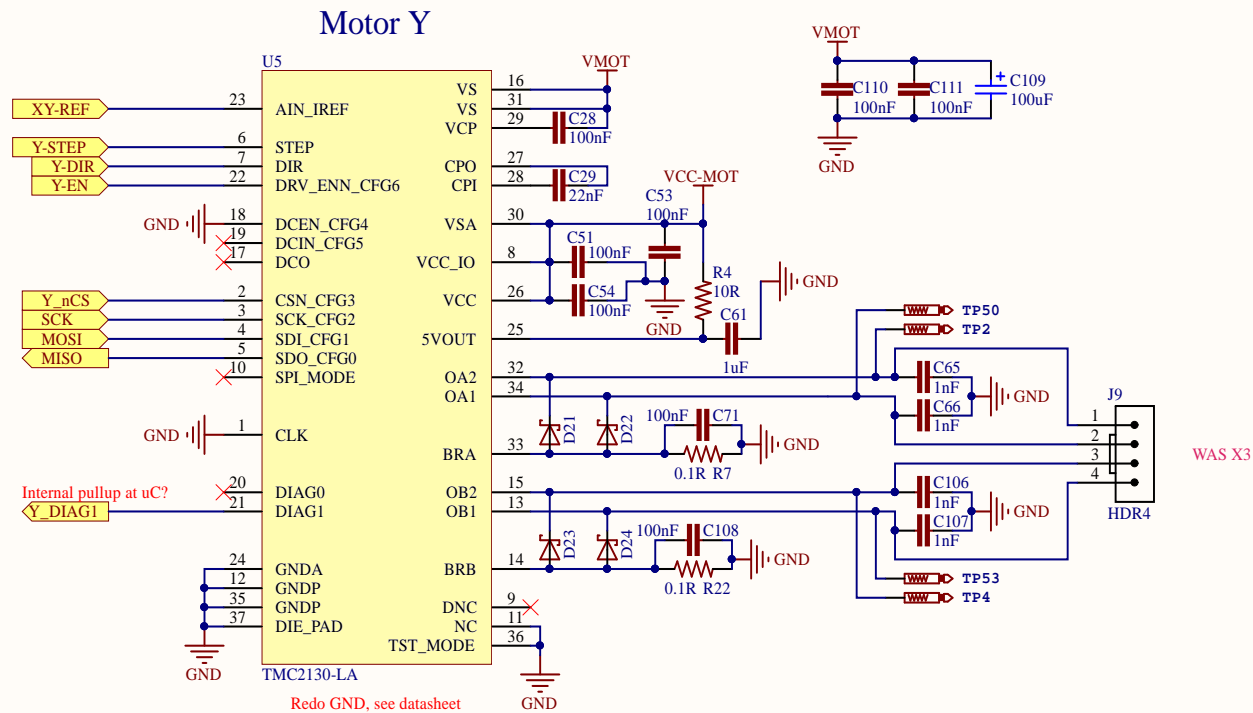 Motor Y
U5
VMOT
VMOT
C110
100nF
C111
100nF
+
C109
100uF
GND
XY-REF
23
AIN_IREF
VS
16
VS
31
VCP
29
C28
100nF
Y-STEP
6
STEP
Y-DIR
7
DIR
Y-EN
22
DRV_ENN_CFG6
CPO
27
CPI
28
C29
22nF
VCC-MOT
C53
100nF
GND
18
DCEN_CFG4
19
DCIN_CFG5
17
DCO
VSA
30
VCC_IO
8
C51
100nF
VCC
26
C54
100nF
GND
R4
10R
GND
Y_nCS
2
CSN_CFG3
SCK
3
SCK_CFG2
MOSI
4
SDI_CFG1
MISO
5
SDO_CFG0
10
SPI_MODE
5VOUT
25
C61
1uF
TP50
TP2
OA2
32
OA1
34
C65
1nF
C66
1nF
GND
J9
1
2
3
4
HDR4
WAS X3
GND
1
CLK
BRA
33
D21
D22
100nF
C71
0.1R R7
GND
Internal pullup at uC?
20
DIAG0
Y_DIAG1
21
DIAG1
OB2
15
OB1
13
C106
1nF
C107
1nF
GND
BRB
14
D23
D24
100nF
C108
0.1R R22
GND
TP53
TP4
24
GNDA
12
GNDP
35
GNDP
37
DIE_PAD
GND
DNC
9
NC
11
TST_MODE
36
GND
TMC2130-LA
Redo GND, see datasheet